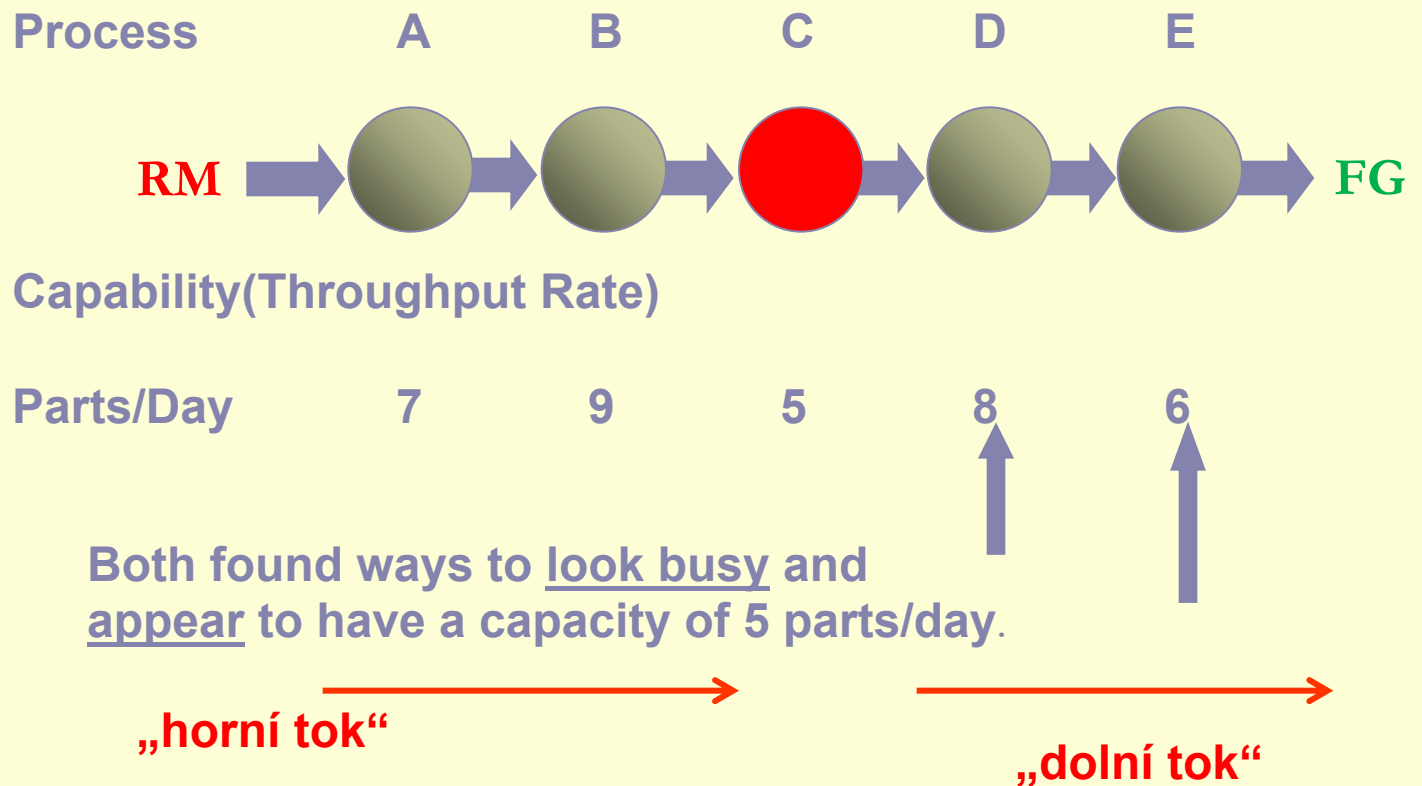 Process A B C D E
RM FG
Capability(Throughput Rate)
Parts/Day 7 9 5 8 6
Both found ways to look busy and
appear to have a capacity of 5 parts/day.
„horní tok“
„dolní tok“